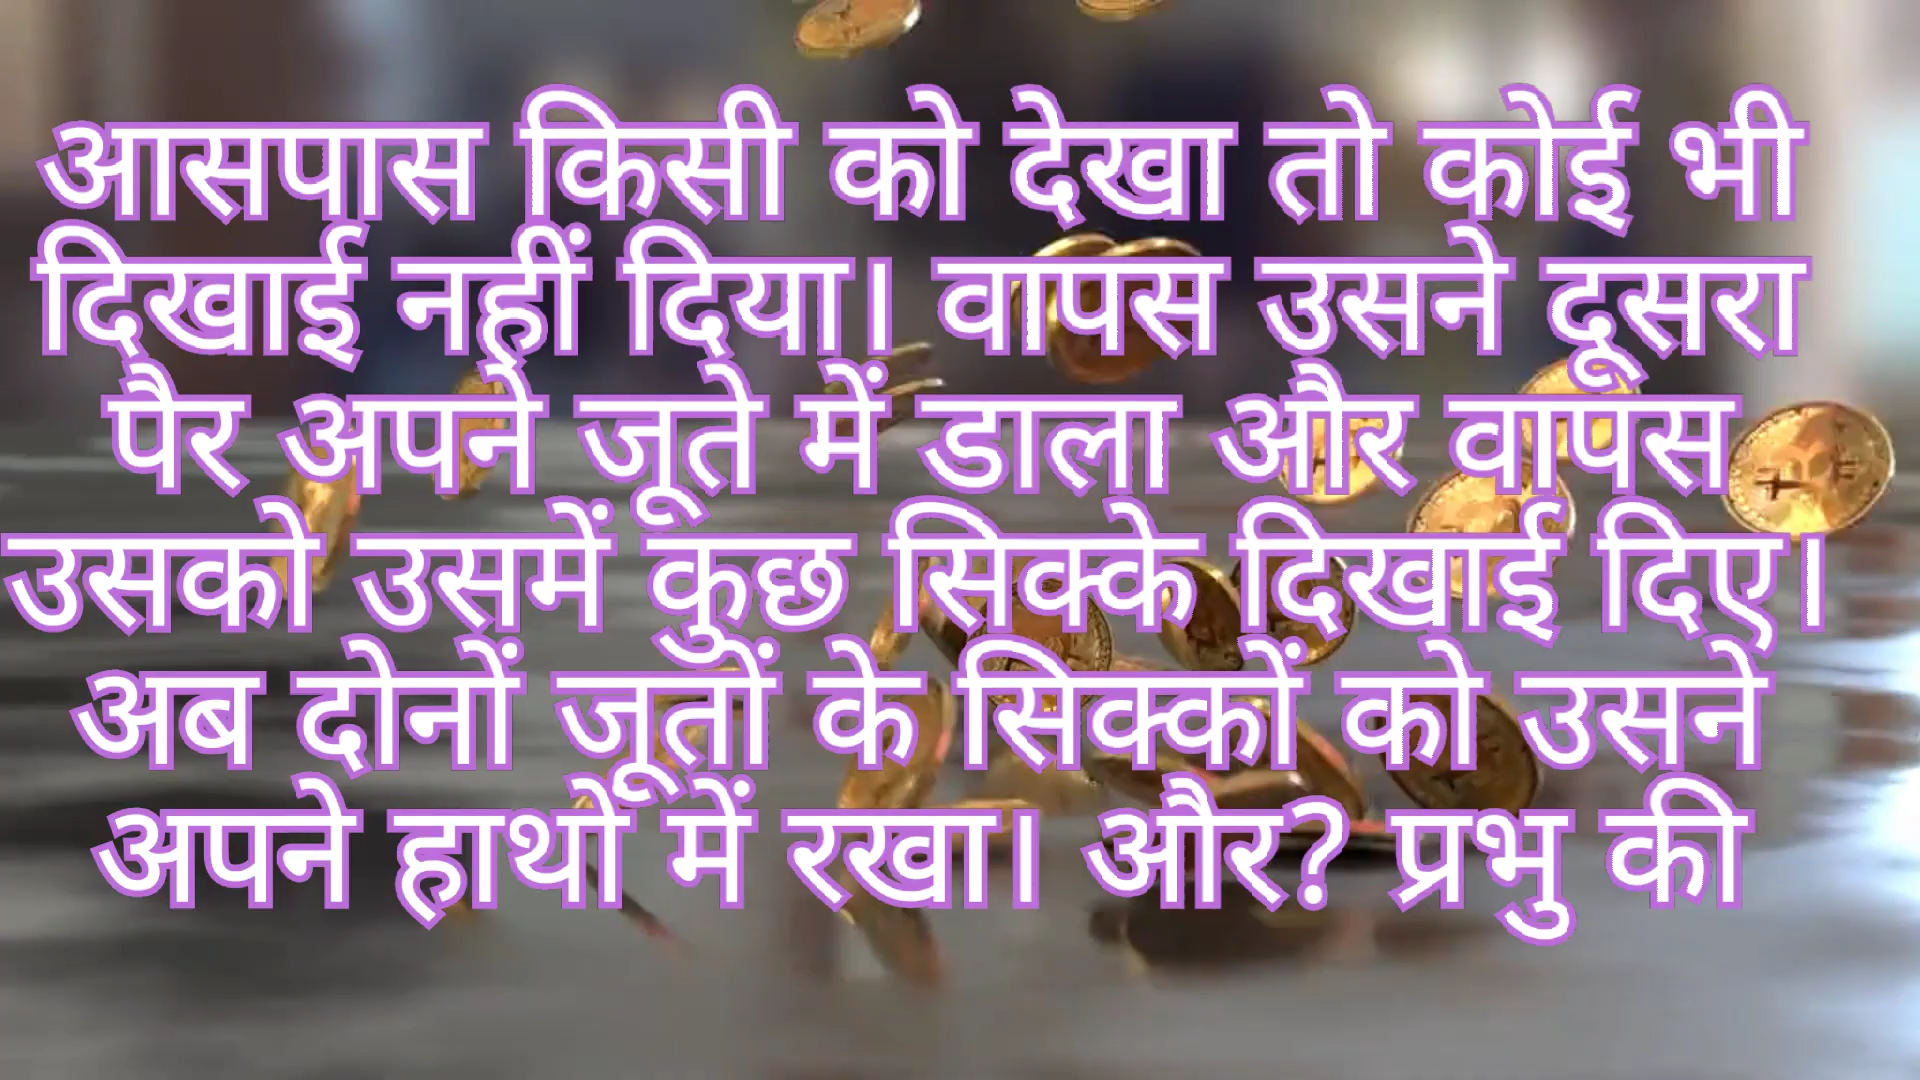 आसपास किसी को देखा तो कोई भी
दिखाई नहीं दिया। वापस उसने दूसरा
पैर अपने जूते में डाला और वापस
उसको उसमें कुछ सिक्के दिखाई दिए।
अब दोनों जूतों के सिक्कों को उसने
अपने हाथों में रखा। और? प्रभु की